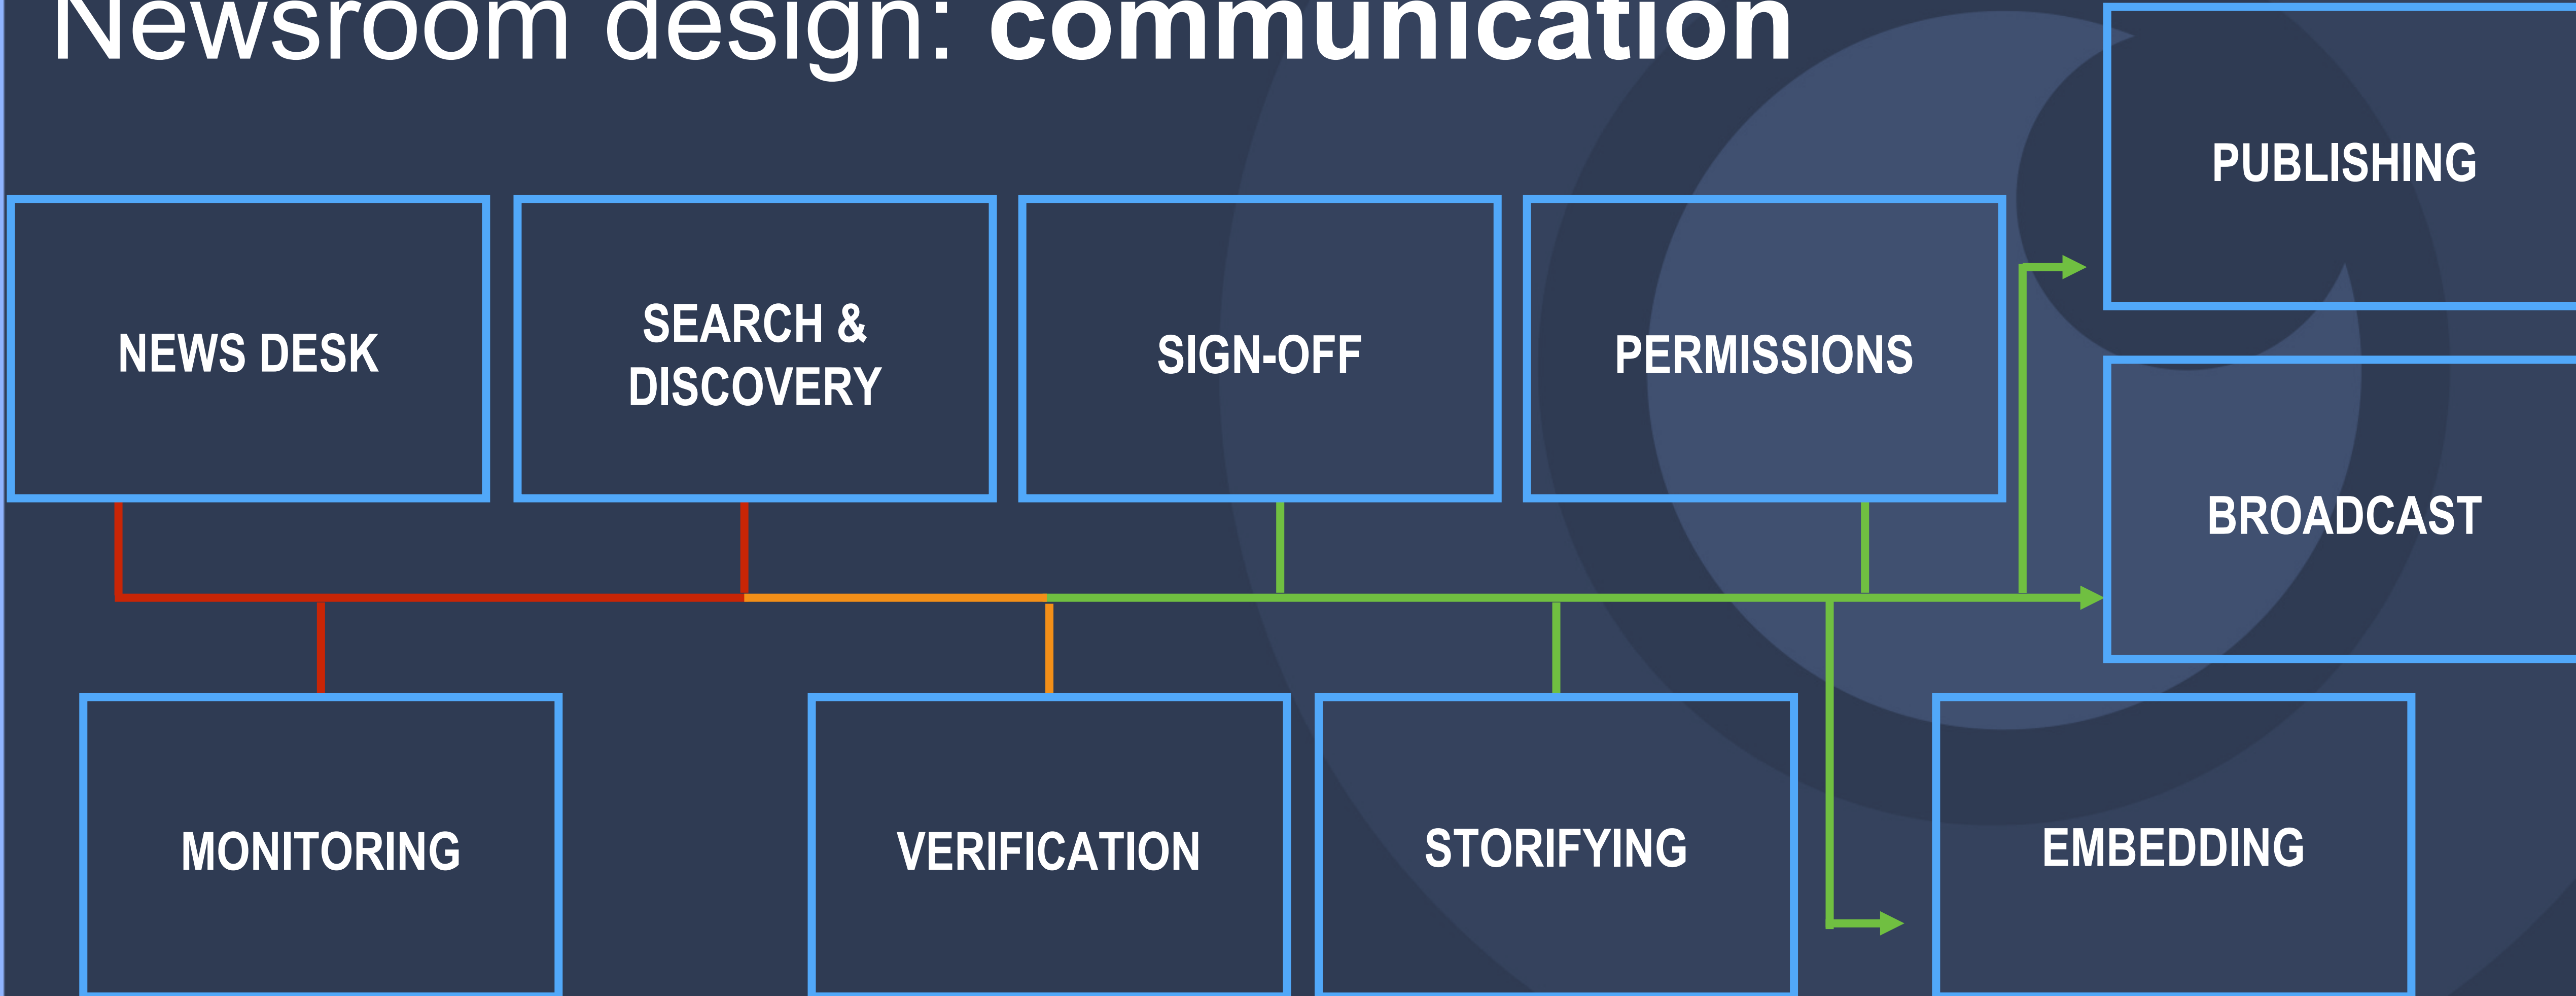 Newsroom design: communication
PUBLISHING
NEWS DESK
SEARCH &
DISCOVERY
SIGN-OFF
PERMISSIONS
BROADCAST
MONITORING
VERIFICATION
STORIFYING
EMBEDDING